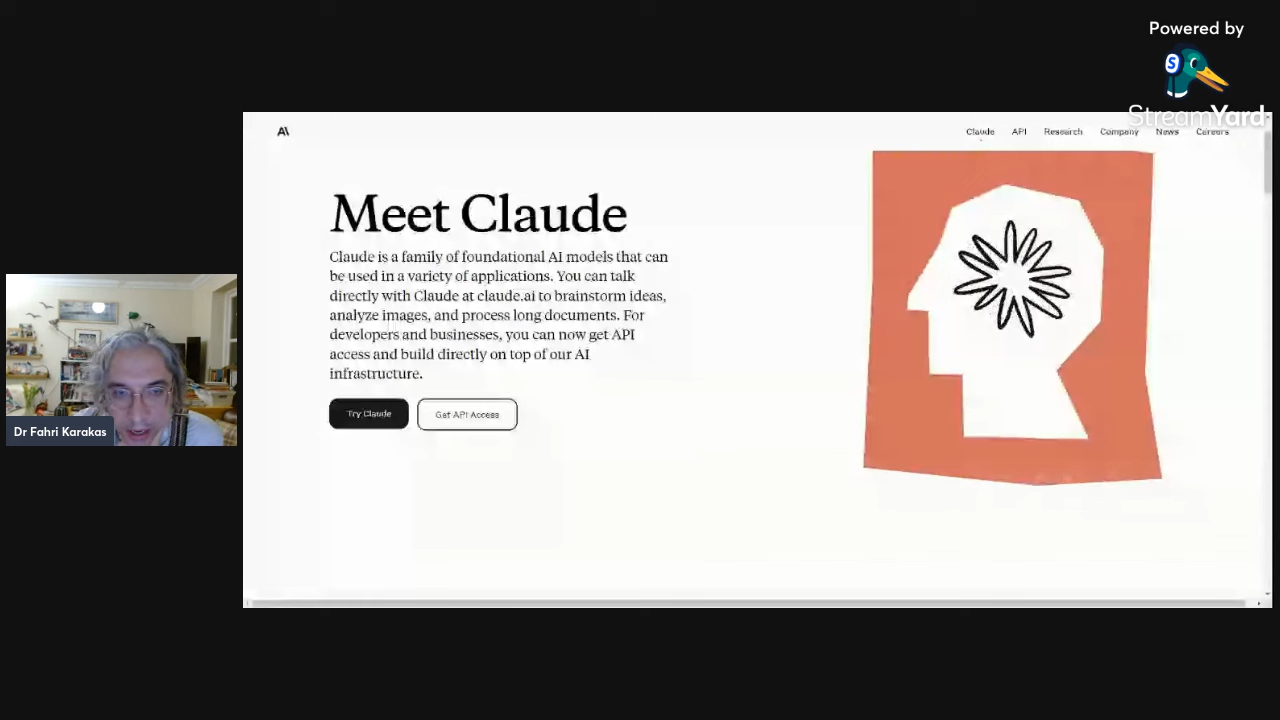 Powered by
StreamYard
Claude API Research Company News Careers
Meet Claude
Claude is a family of foundational AI models that can
be used in a variety of applications. You can talk
directly with Claude at claude.ai to brainstorm ideas,
analyze images, and process long documents. For
developers and businesses, you can now get API
access and build directly on top of our AI
infrastructure.
Try Claude
Get API Access
Dr Fahri Karakas